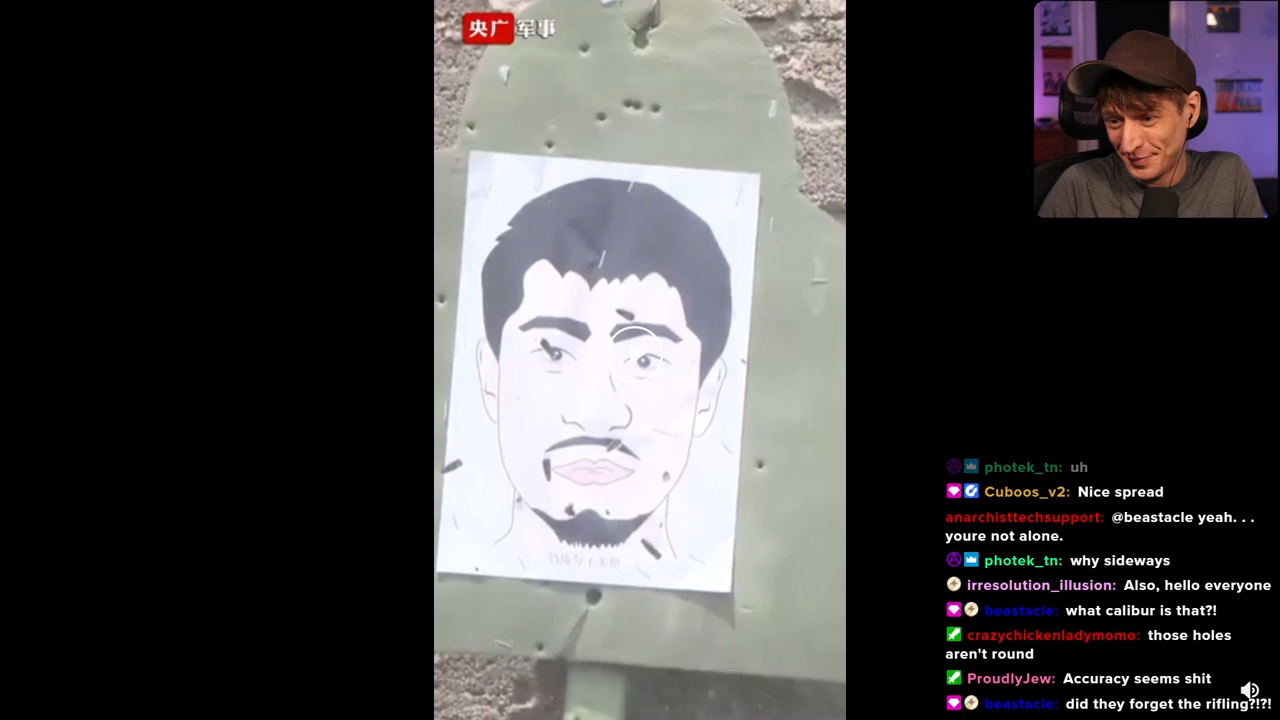 央广军事
photek_tn: uh
Cuboos_v2: Nice spread
anarchisttechsupport: @beastacle yeah. . .
youre not alone.
photek_tn: why sideways
irresolution_illusion: Also, hello everyone
beastacle: what calibur is that?!
crazychickenladymomo: those holes
aren't round
ProudlyJew: Accuracy seems shit
beastacle: did they forget the rifling?!?!